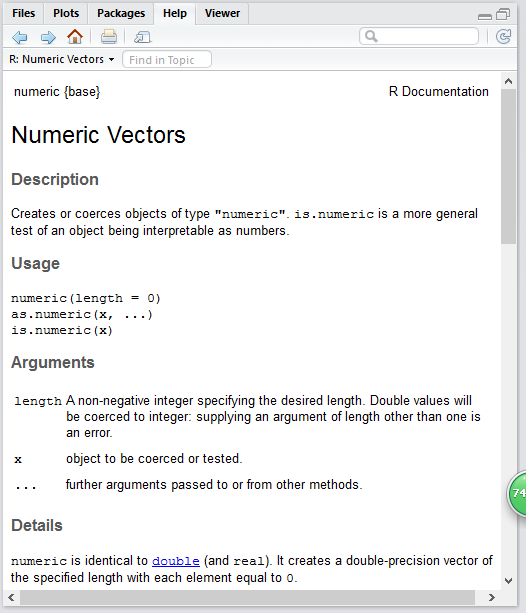 Files Plots Packages Help Viewer
R: Numeric Vectors Find in Topic
numeric {base} R Documentation
Numeric Vectors
Description
Creates or coerces objects of type "numeric". is.numeric is a more general
test of an object being interpretable as numbers.
Usage
numeric(length = 0)
as.numeric(x, ...)
is.numeric(x)
Arguments
length A non-negative integer specifying the desired length. Double values will
be coerced to integer: supplying an argument of length other than one is
an error.
x object to be coerced or tested.
... further arguments passed to or from other methods.
74
Details
numeric is identical to double (and real). It creates a double-precision vector of
the specified length with each element equal to 0.